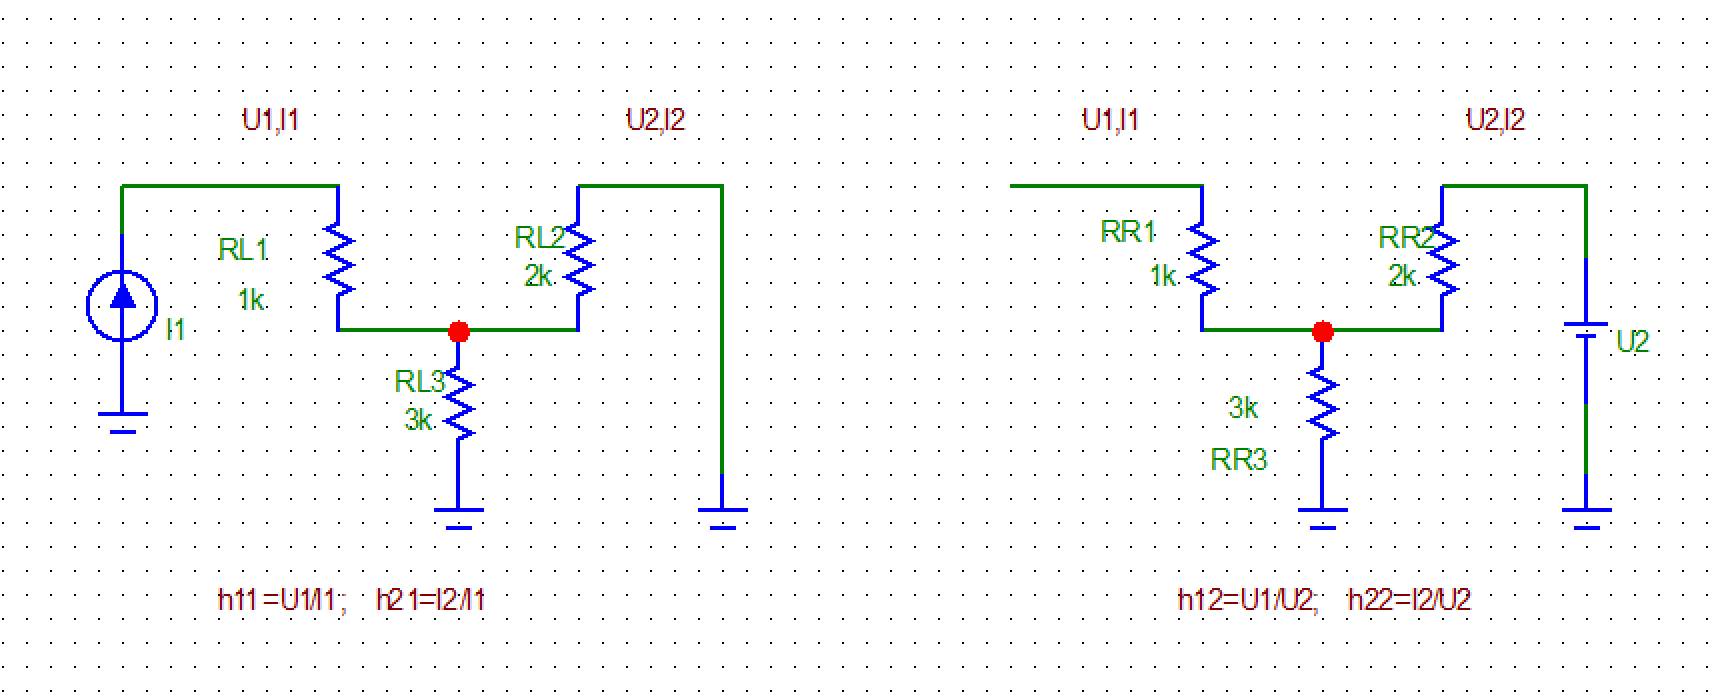 U1,I1
U2,I2
U1,I1
U2,I2
RL1
1k
I1
RL2
2k
RL3
3k
RR1
1k
RR2
2k
U2
3k
RR3
h11=U1/I1; h21=I2/I1
h12=U1/U2; h22=I2/U2